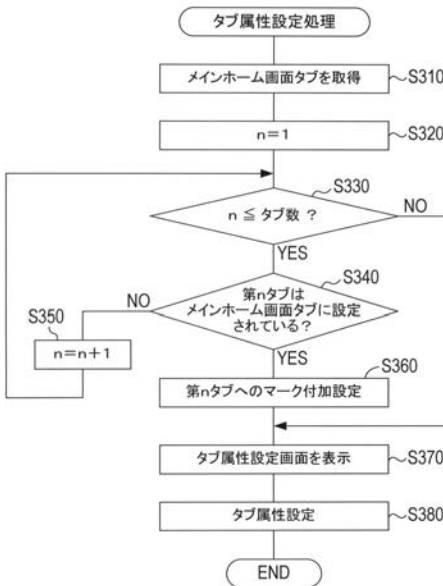 タブ属性設定処理
メインホーム画面タブを取得
S310
n=1
S320
S330
n ≦ タブ数 ?
NO
YES
S340
第nタブは
メインホーム画面タブに設定
されている?
NO
S350
n=n+1
YES
S360
第nタブへのマーク付加設定
タブ属性設定画面を表示
S370
タブ属性設定
S380
END